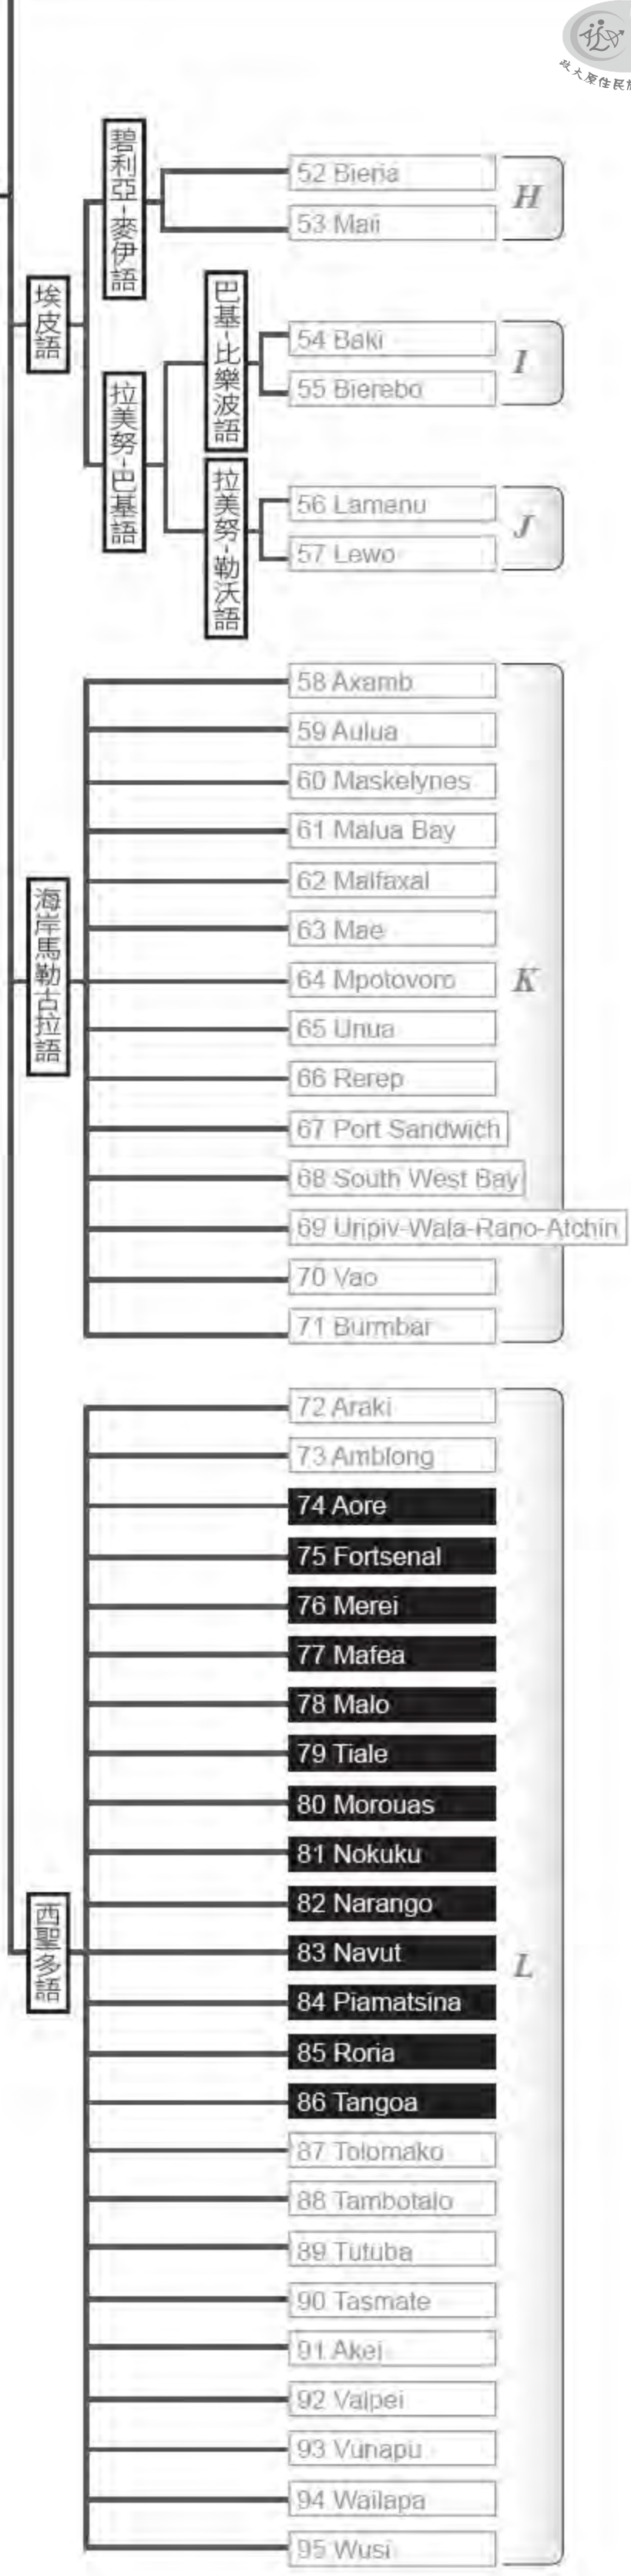 政大原住民族
碧利亞-麥伊語
52 Bieria
53 Maii
H
埃皮語
巴基-比樂波語
54 Baki
55 Bierebo
I
拉美努-巴基語
拉美努-勒沃語
56 Lamenu
57 Lewo
J
海岸馬勒古拉語
58 Axamb
59 Aulua
60 Maskelynes
61 Malua Bay
62 Malfaxal
63 Mae
64 Mpotovoro
65 Unua
66 Rerep
67 Port Sandwich
68 South West Bay
69 Uripiv-Wala-Rano-Atchin
70 Vao
71 Burmbar
K
西聖多語
72 Araki
73 Amblong
74 Aore
75 Fortsenal
76 Merei
77 Mafea
78 Malo
79 Tiale
80 Morouas
81 Nokuku
82 Narango
83 Navut
84 Piamatsina
85 Roria
86 Tangoa
87 Tolomako
88 Tambotalo
89 Tutuba
90 Tasmate
91 Akei
92 Valpei
93 Vunapu
94 Wailapa
95 Wusi
L